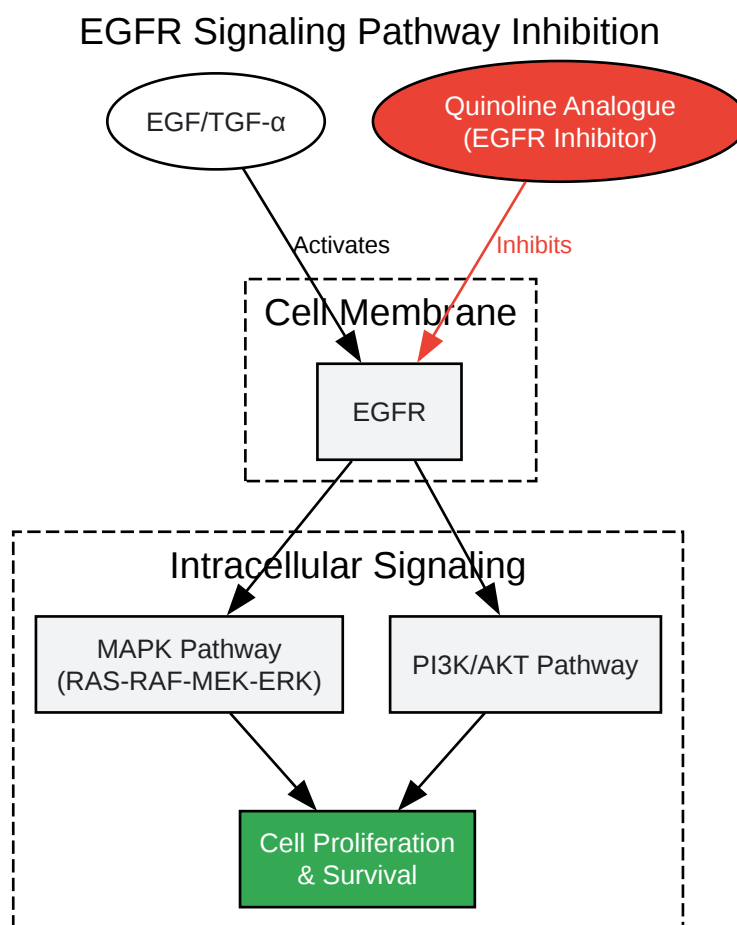 EGFR Signaling Pathway Inhibition
EGF/TGF-α
Quinoline Analogue
(EGFR Inhibitor)
Activates
Inhibits
Cell Membrane
EGFR
Intracellular Signaling
MAPK Pathway
(RAS-RAF-MEK-ERK)
PI3K/AKT Pathway
Cell Proliferation
& Survival